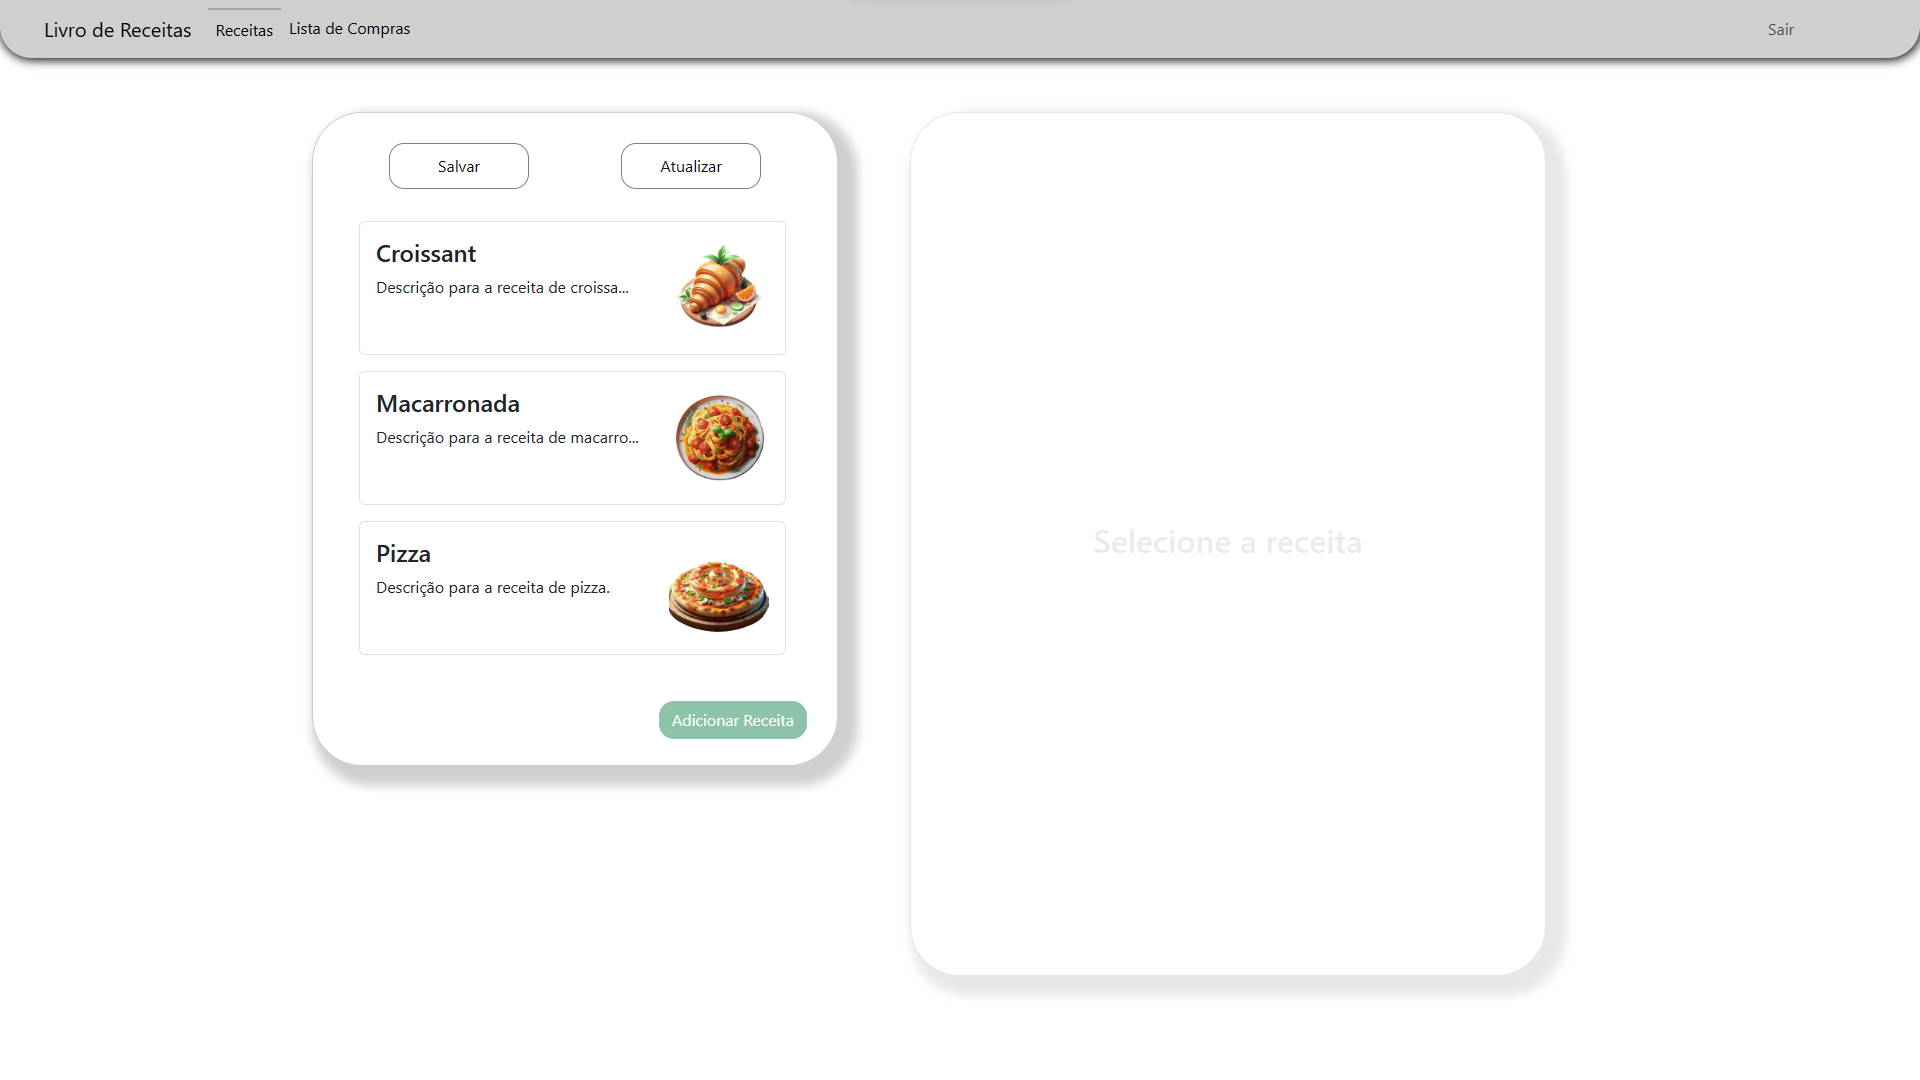 Livro de Receitas
Receitas
Lista de Compras
Sair
Salvar
Atualizar
Croissant
Descrição para a receita de croissa...
Macarronada
Descrição para a receita de macarro...
Pizza
Descrição para a receita de pizza.
Adicionar Receita
Selecione a receita